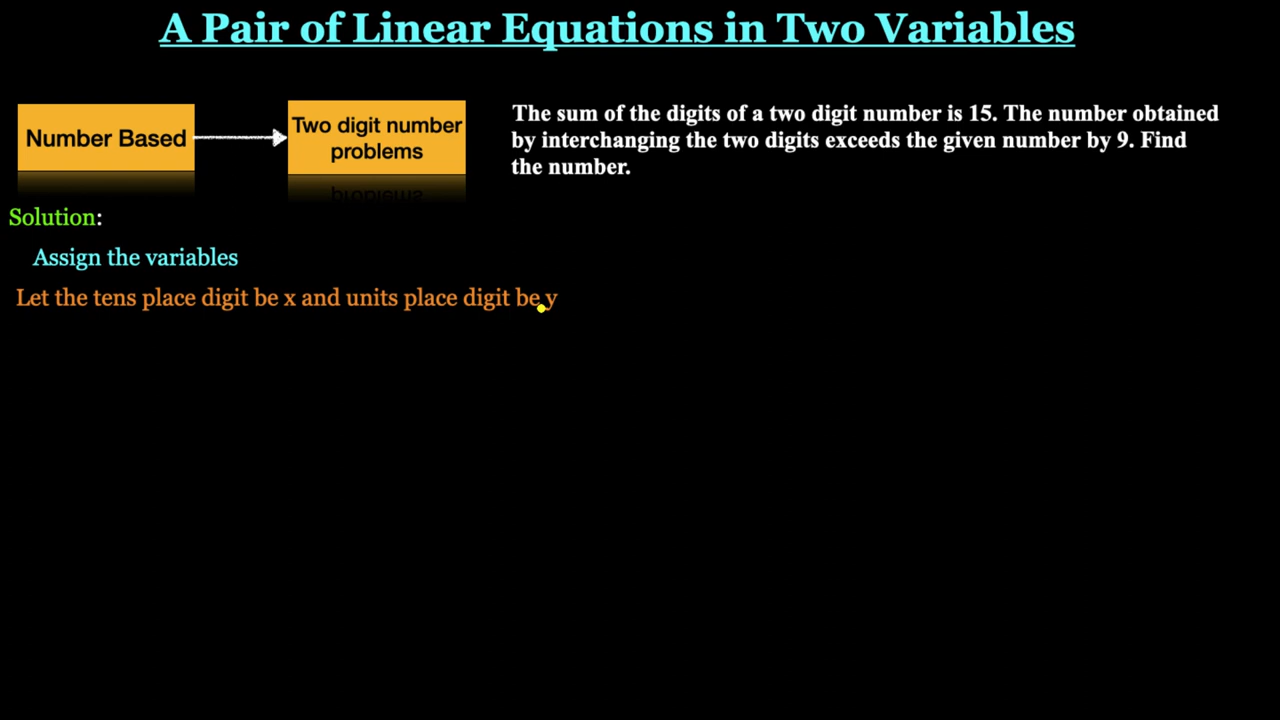 A Pair of Linear Equations in Two Variables
Number Based
Two digit number
problems
The sum of the digits of a two digit number is 15. The number obtained
by interchanging the two digits exceeds the given number by 9. Find
the number.
Solution:
Assign the variables
Let the tens place digit be x and units place digit be y